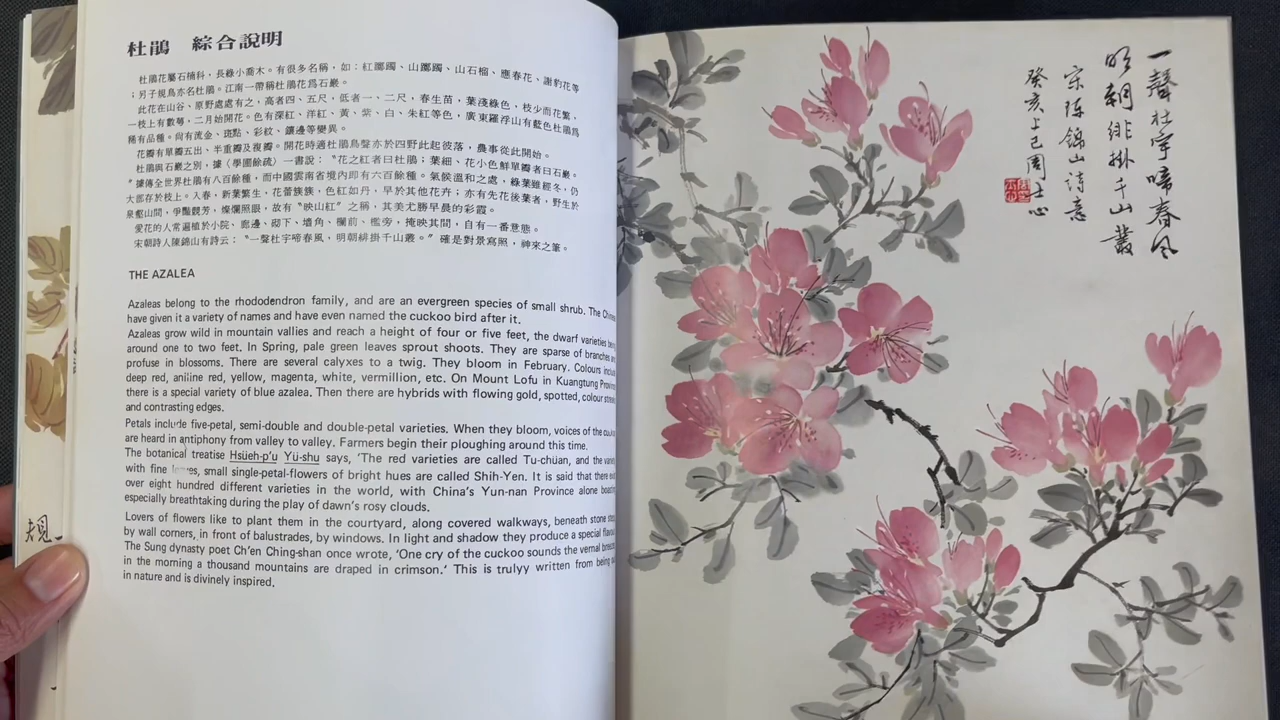 杜鵑 綜合說明
杜鵑花屬石楠科，長綠小喬木。有很多名稱，如：紅躑躅、山躑躅、山石榴、應春花、謝豹花等
；另子規鳥亦名杜鵑。江南一帶稱杜鵑花爲石巖。
此花在山谷、原野處處有之，高者四、五尺，低者一、二尺，春生苗，葉淺綠色，枝少而花繁、
一枝上有數萼，二月始開花。色有深紅、洋紅、黃、紫、白、朱紅等色，廣東羅浮山有藍色杜鵑爲
稀有品種。尙有流金、斑點、彩紋、鑲邊等變異。
花瓣有單瓣五出、半重瓣及複瓣。開花時適杜鵑鳥聲亦於四野此起彼落，農事從此開始。
杜鵑與石巖之別，據《學圃餘疏》一書說：〝花之紅者曰杜鵑；葉細、花小色鮮單瓣者曰石巖。
〞據傳全世界杜鵑有八百餘種，而中國雲南省境內即有六百餘種。氣候溫和之處，綠葉雖經冬，仍
大部存於枝上。入春，新葉繁生，花蕾簇簇，色紅如丹，早於其他花卉；亦有先花後葉者，野生於
泉壑山間，爭豔競芳，燦爛照眼，故有〝映山紅〞之稱，其美尤勝早晨的彩霞。
愛花的人常遍植於小院、廊邊、砌下、墻角、欄前、檻旁，掩映其間，自有一番意態。
宋朝詩人陳錦山有詩云：〝一聲杜宇啼春風，明朝緋掛千山叢。〞確是對景寫照，神來之筆。
THE AZALEA
Azaleas belong to the rhododendron family, and are an evergreen species of small shrub. The Chinese
have given it a variety of names and have even named the cuckoo bird after it.
Azaleas grow wild in mountain vallies and reach a height of four or five feet, the dwarf varieties being
around one to two feet. In Spring, pale green leaves sprout shoots. They are sparse of branches and
profuse in blossoms. There are several calyxes to a twig. They bloom in February. Colours include
deep red, aniline red, yellow, magenta, white, vermillion, etc. On Mount Lofu in Kuangtung Province
there is a special variety of blue azalea. Then there are hybrids with flowing gold, spotted, colour
and contrasting edges.
Petals include five-petal, semi-double and double-petal varieties. When they bloom, voices of the
are heard in antiphony from valley to valley. Farmers begin their ploughing around this time.
The botanical treatise Hsüeh-p'u Yü-shu says, ‘The red varieties are called Tu-chüan, and the
with fine leaves, small single-petal-flowers of bright hues are called Shih-Yen. It is said that there
over eight hundred different varieties in the world, with China's Yun-nan Province alone
especially breathtaking during the play of dawn's rosy clouds.
Lovers of flowers like to plant them in the courtyard, along covered walkways, beneath stone
by wall corners, in front of balustrades, by windows. In light and shadow they produce a special
The Sung dynasty poet Ch'en Ching-shan once wrote, ‘One cry of the cuckoo sounds the vernal
in the morning a thousand mountains are draped in crimson.’ This is trulyy written from being
in nature and is divinely inspired.
一聲杜宇啼春風
明朝緋掛千山叢
宋陳錦山詩意
癸亥上巳周士心
規